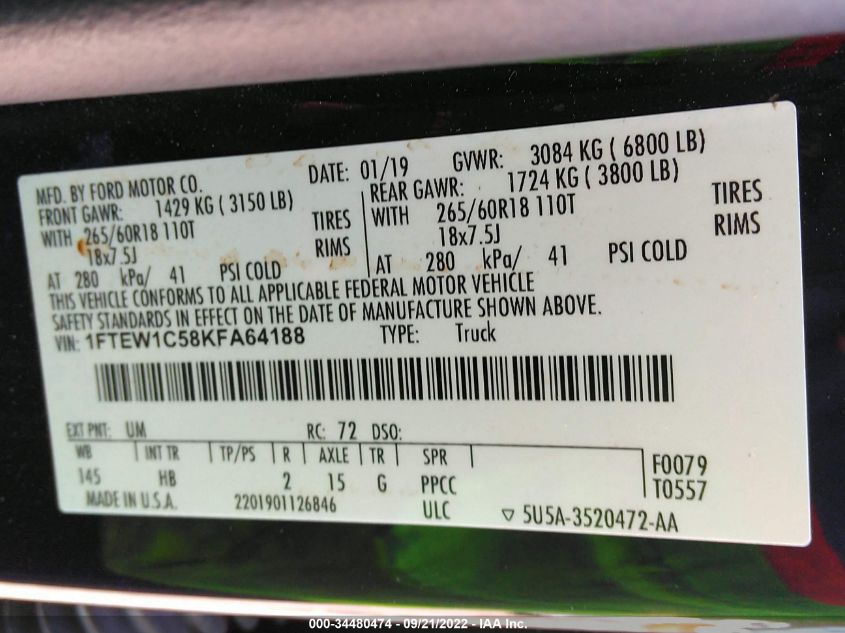 MFD. BY FORD MOTOR CO. DATE: 01/19 GVWR: 3084 KG ( 6800 LB)
FRONT GAWR: 1429 KG ( 3150 LB) REAR GAWR: 1724 KG ( 3800 LB)
WITH 265/60R18 110T TIRES WITH 265/60R18 110T TIRES
18x7.5J RIMS 18x7.5J RIMS
AT 280 kPa/ 41 PSI COLD AT 280 kPa/ 41 PSI COLD
THIS VEHICLE CONFORMS TO ALL APPLICABLE FEDERAL MOTOR VEHICLE
SAFETY STANDARDS IN EFFECT ON THE DATE OF MANUFACTURE SHOWN ABOVE.
VIN: 1FTEW1C58KFA64188 TYPE: Truck
EXT PNT: UM RC: 72 DSO:
WB INT TR TP/PS R AXLE TR SPR F0079
145 HB 2 15 G PPCC T0557
MADE IN U.S.A. 2201901126846 ULC ▽ 5U5A-3520472-AA
000-34480474 - 09/21/2022 - IAA Inc.